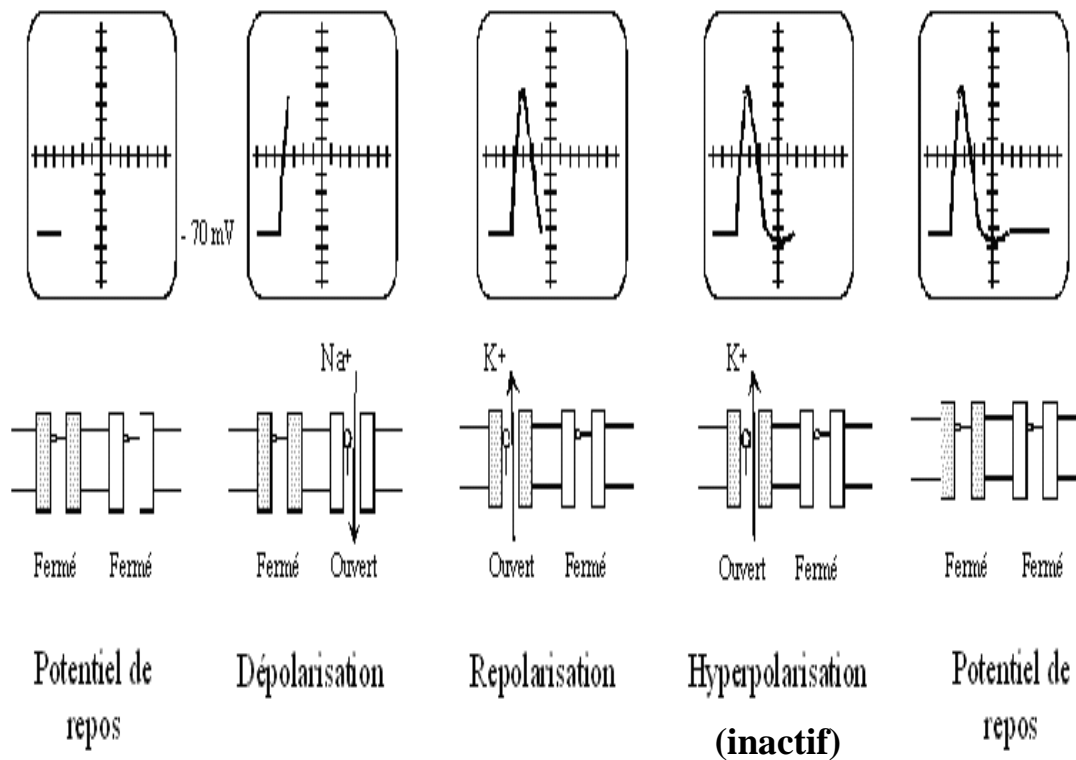 - 70 mV
Na+
K+
K+
Fermé Fermé
Fermé Ouvert
Ouvert Fermé
Ouvert Fermé
Fermé Fermé
Potentiel de
repos
Dépolarisation
Repolarisation
Hyperpolarisation
(inactif)
Potentiel de
repos